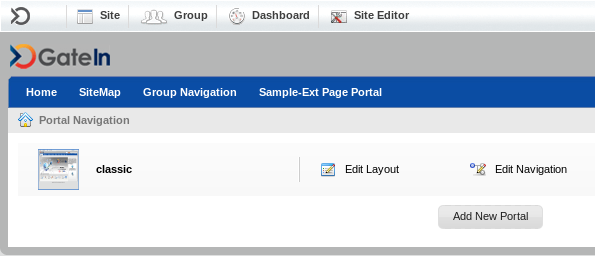 Site Group Dashboard Site Editor
GateIn
Home SiteMap Group Navigation Sample-Ext Page Portal
Portal Navigation
classic Edit Layout Edit Navigation
Add New Portal